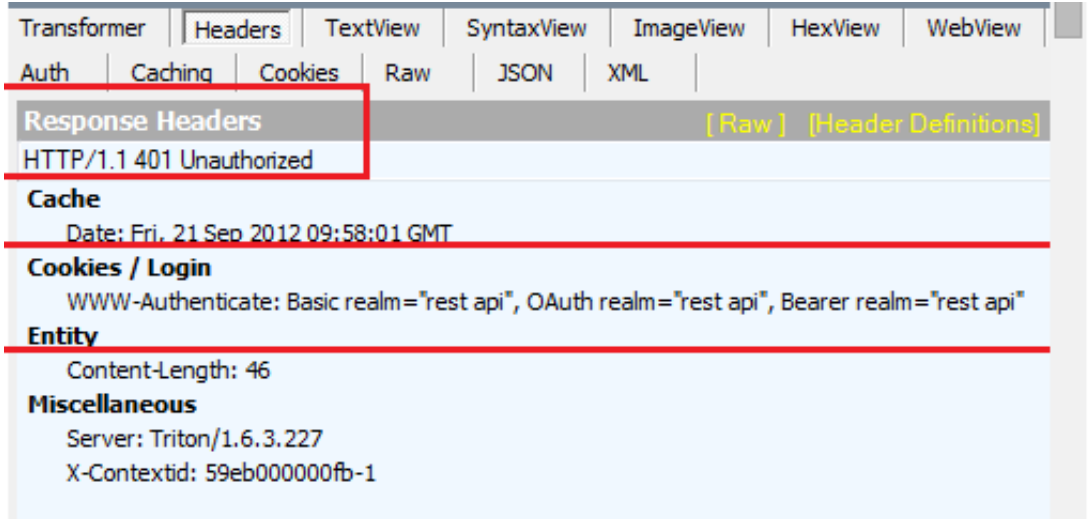 Transformer Headers TextView SyntaxView ImageView HexView WebView
Auth Caching Cookies Raw JSON XML
Response Headers [ Raw ] [Header Definitions]
HTTP/1.1 401 Unauthorized
Cache
Date: Fri, 21 Sep 2012 09:58:01 GMT
Cookies / Login
WWW-Authenticate: Basic realm="rest api", OAuth realm="rest api", Bearer realm="rest api"
Entity
Content-Length: 46
Miscellaneous
Server: Triton/1.6.3.227
X-Contextid: 59eb000000fb-1